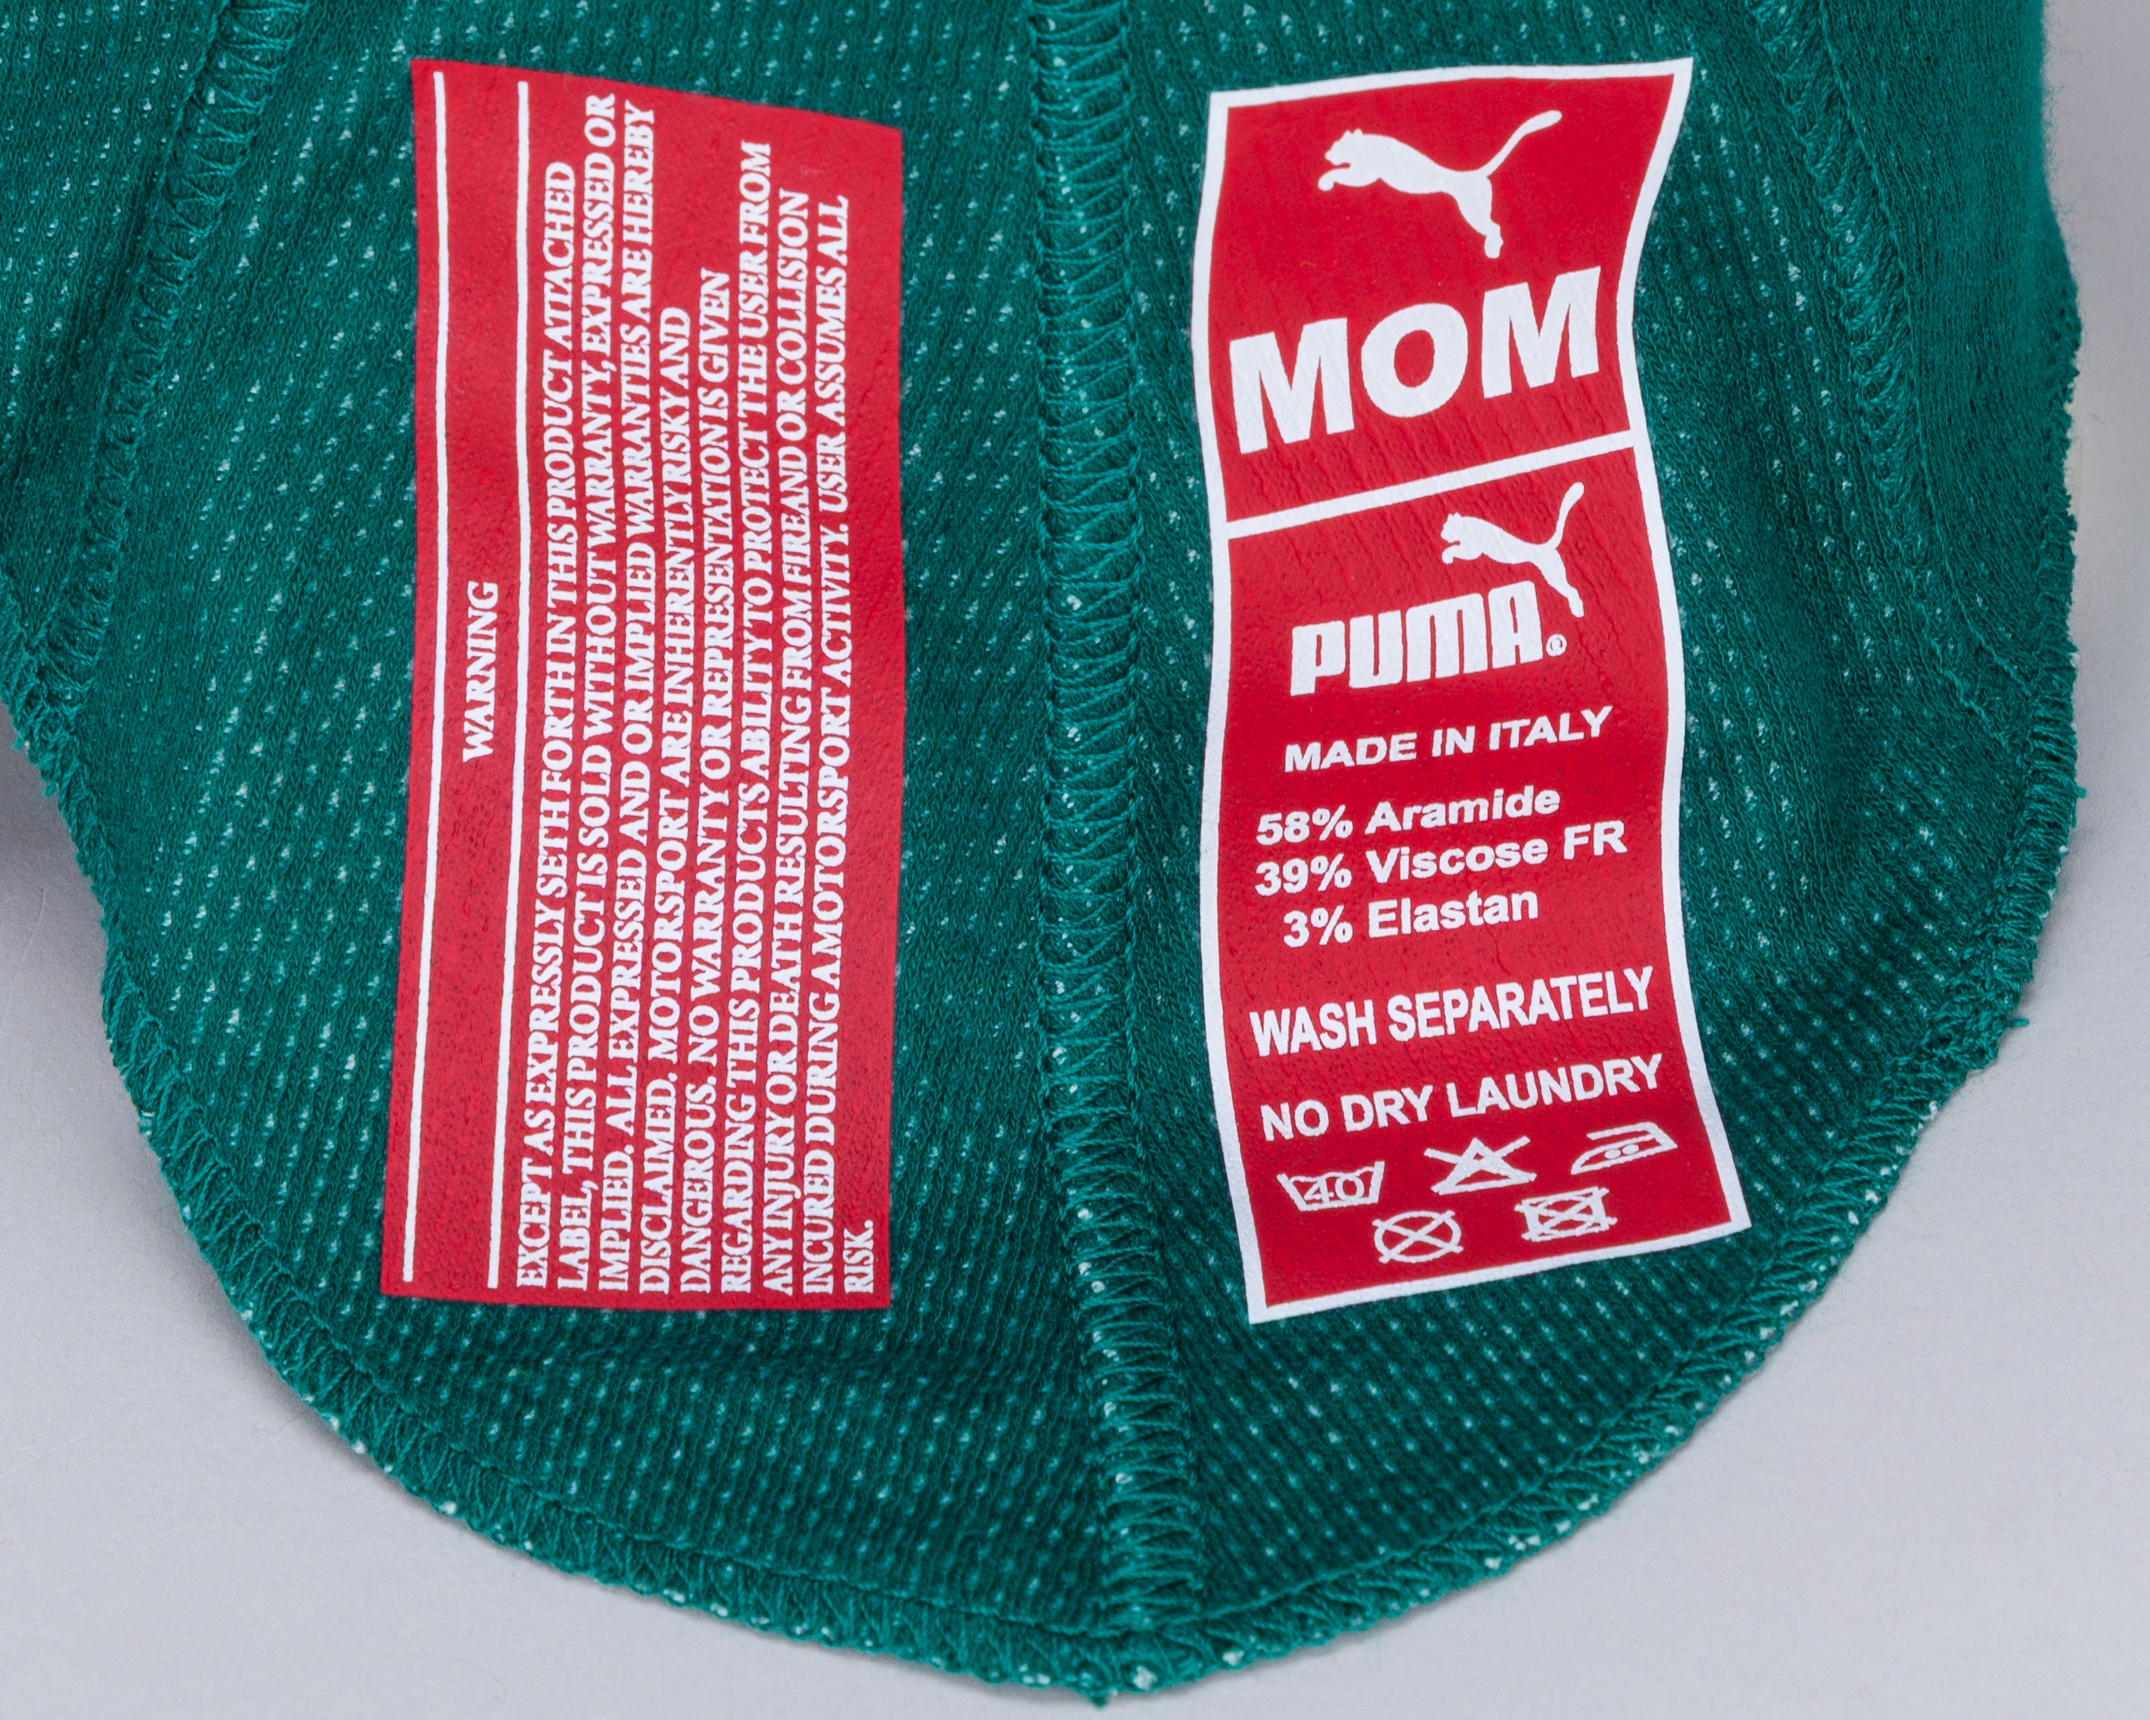 WARNING
EXCEPT AS EXPRESSLY SETH FORTH IN THIS PRODUCT ATTACHED
LABEL, THIS PRODUCT IS SOLD WITHOUT WARRANTY, EXPRESSED OR
IMPLIED. ALL EXPRESSED AND OR IMPLIED WARRANTIES ARE HEREBY
DISCLAIMED. MOTORSPORT ARE INHERENTLY RISKY AND
DANGEROUS. NO WARRANTY OR REPRESENTATION IS GIVEN
REGARDING THIS PRODUCTS ABILITY TO PROTECT THE USER FROM
ANY INJURY OR DEATH RESULTING FROM FIRE AND OR COLLISION
INCURED DURING A MOTORSPORT ACTIVITY. USER ASSUMES ALL
RISK.
MOM
PUMA®
MADE IN ITALY
58% Aramide
39% Viscose FR
3% Elastan
WASH SEPARATELY
NO DRY LAUNDRY
40